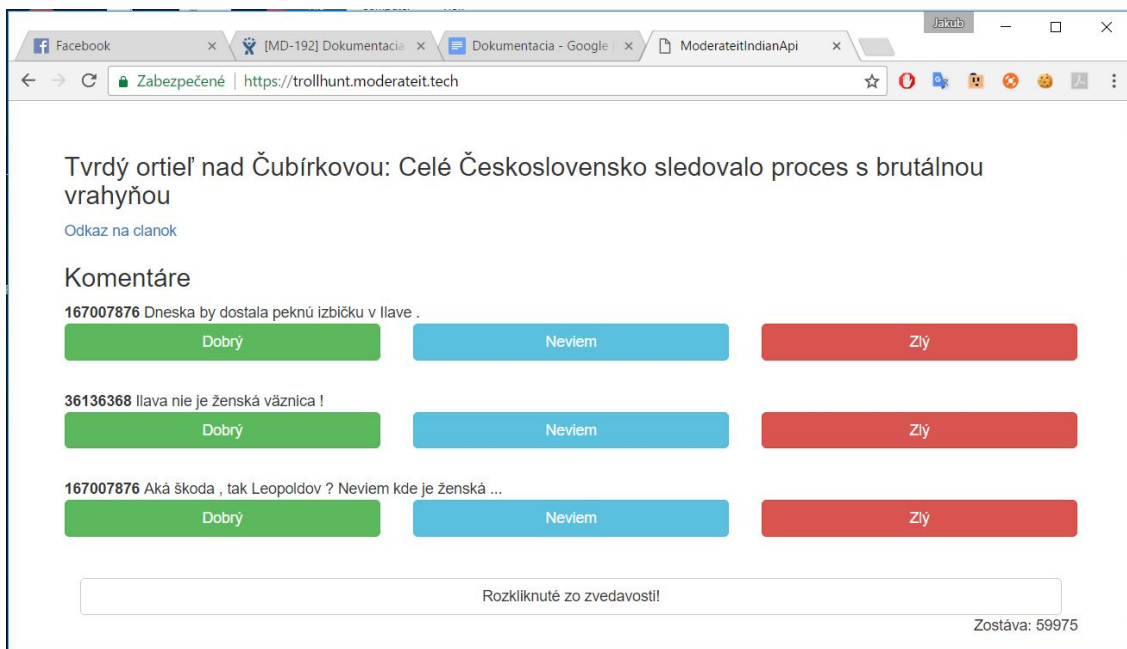 Jakub
Facebook
[MD-192] Dokumentacia
Dokumentacia - Google
ModerateitIndianApi
Zabezpečené | https://trollhunt.moderateit.tech
Tvrdý ortieľ nad Čubírkovou: Celé Československo sledovalo proces s brutálnou
vrahyňou
Odkaz na clanok
Komentáre
167007876 Dneska by dostala peknú izbičku v Ilave .
Dobrý Neviem Zlý
36136368 Ilava nie je ženská väznica !
Dobrý Neviem Zlý
167007876 Aká škoda , tak Leopoldov ? Neviem kde je ženská ...
Dobrý Neviem Zlý
Rozkliknuté zo zvedavosti!
Zostáva: 59975